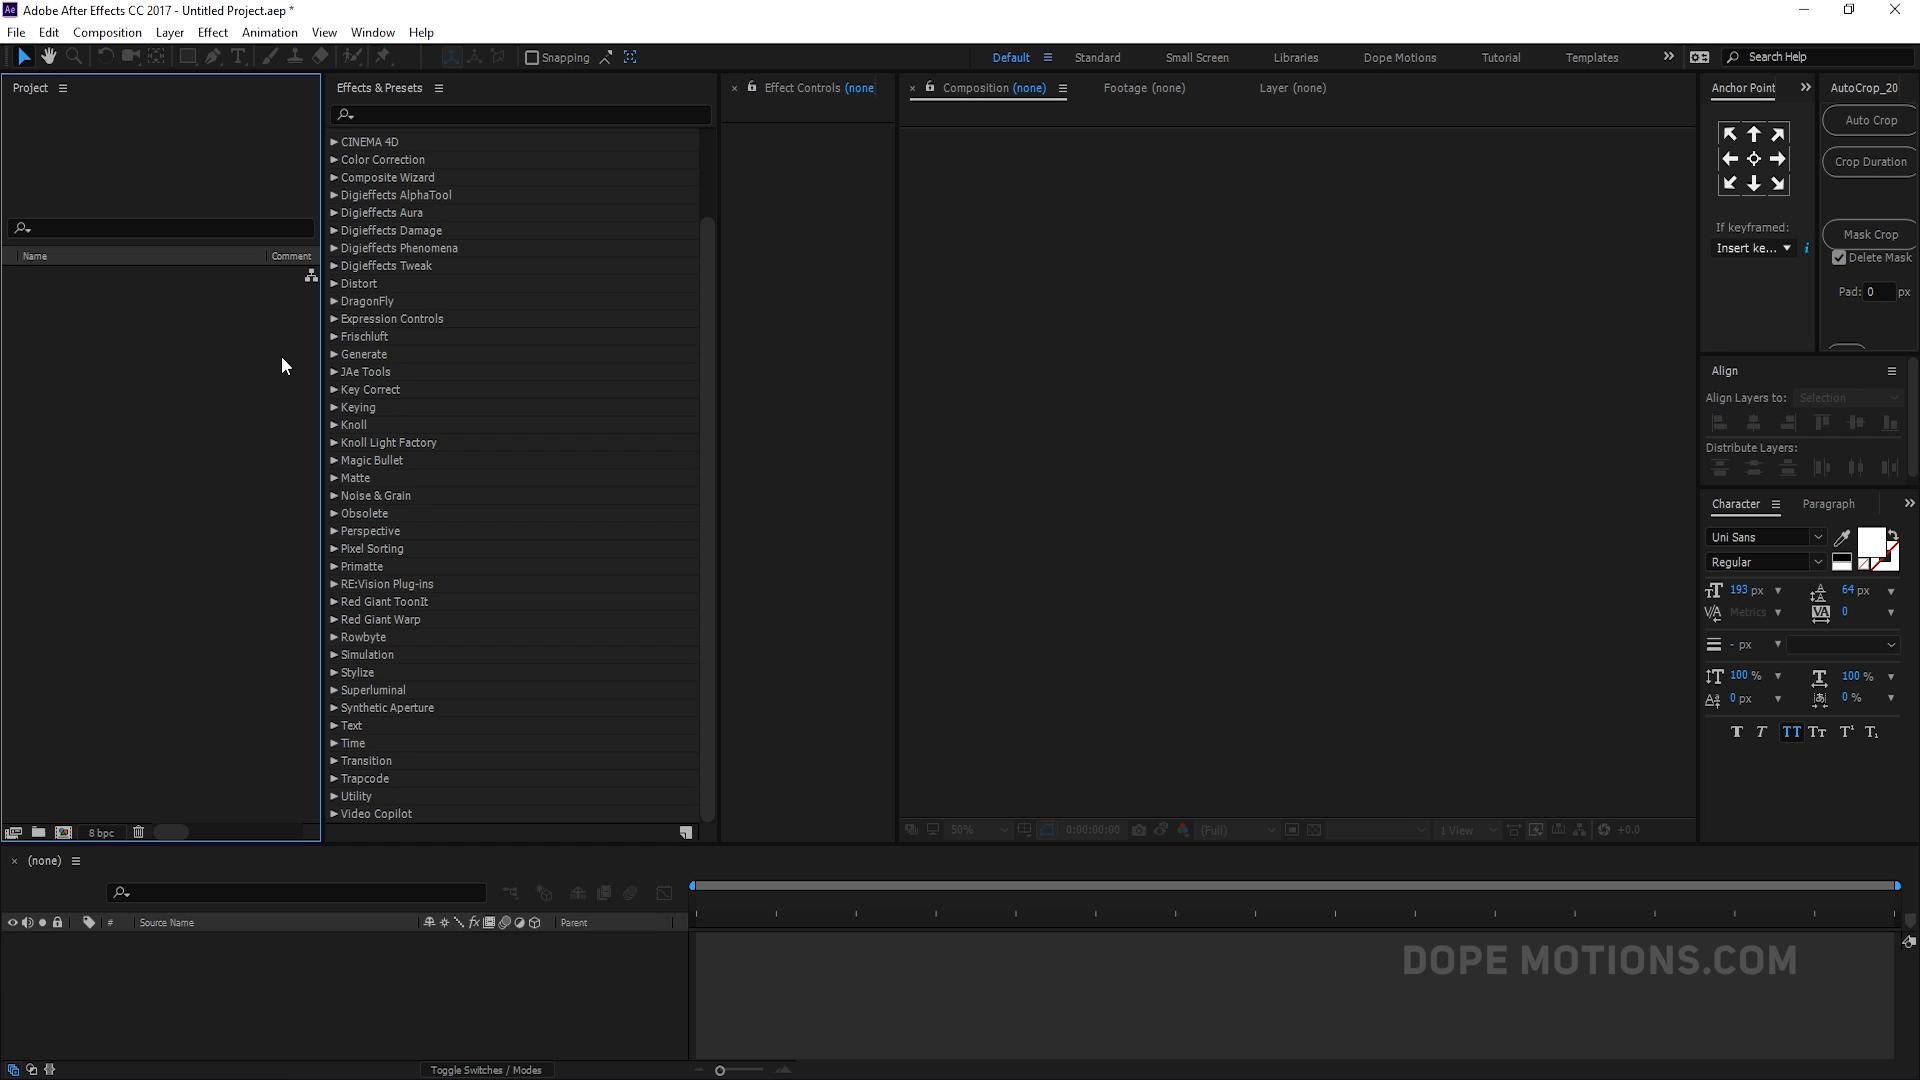 Adobe After Effects CC 2017 - Untitled Project.aep *
File Edit Composition Layer Effect Animation View Window Help
Snapping
Default Standard Small Screen Libraries Dope Motions Tutorial Templates
Search Help
Project
Name Comment
8 bpc
Effects & Presets
CINEMA 4D
Color Correction
Composite Wizard
Digieffects AlphaTool
Digieffects Aura
Digieffects Damage
Digieffects Phenomena
Digieffects Tweak
Distort
DragonFly
Expression Controls
Frischluft
Generate
JAe Tools
Key Correct
Keying
Knoll
Knoll Light Factory
Magic Bullet
Matte
Noise & Grain
Obsolete
Perspective
Pixel Sorting
Primatte
RE:Vision Plug-ins
Red Giant ToonIt
Red Giant Warp
Rowbyte
Simulation
Stylize
Superluminal
Synthetic Aperture
Text
Time
Transition
Trapcode
Utility
Video Copilot
Effect Controls (none
Composition (none) Footage (none) Layer (none)
50% 0:00:00:00 (Full) 1 View +0.0
Anchor Point
If keyframed:
Insert ke...
AutoCrop_20
Auto Crop
Crop Duration
Mask Crop
Delete Mask
Pad: 0 px
Align
Align Layers to: Selection
Distribute Layers:
Character Paragraph
Uni Sans
Regular
193 px 64 px
Metrics 0
- px
100 % 100 %
0 px 0 %
(none)
# Source Name Parent
DOPE MOTIONS.COM
Toggle Switches / Modes